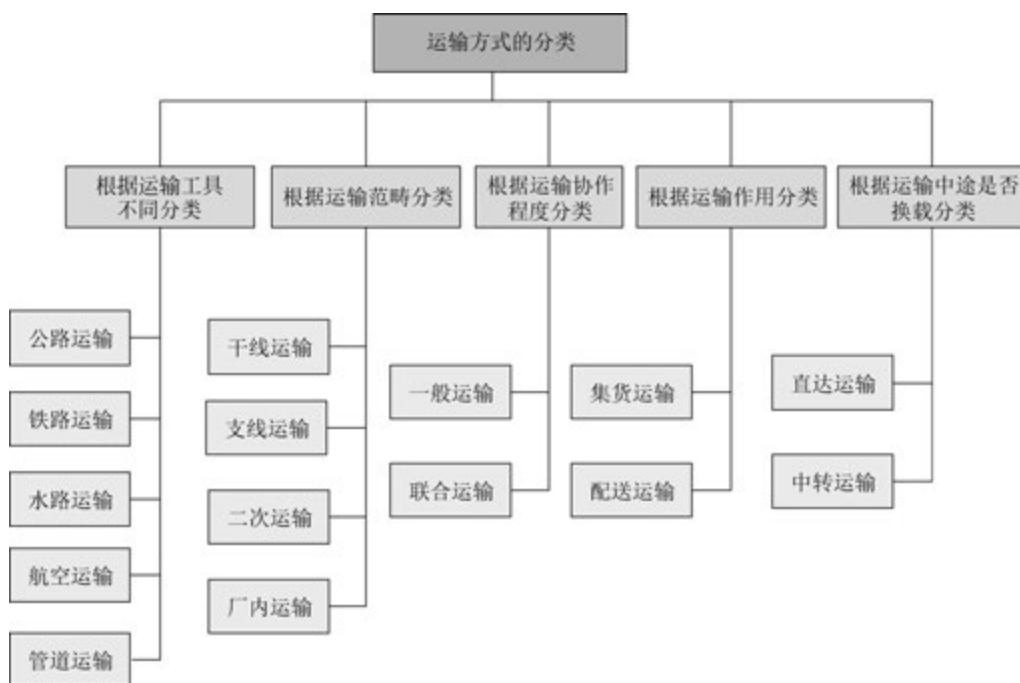 运输方式的分类
根据运输工具
不同分类
根据运输范畴分类
根据运输协作
程度分类
根据运输作用分类
根据运输中途是否
换载分类
公路运输
铁路运输
水路运输
航空运输
管道运输
干线运输
支线运输
二次运输
厂内运输
一般运输
联合运输
集货运输
配送运输
直达运输
中转运输